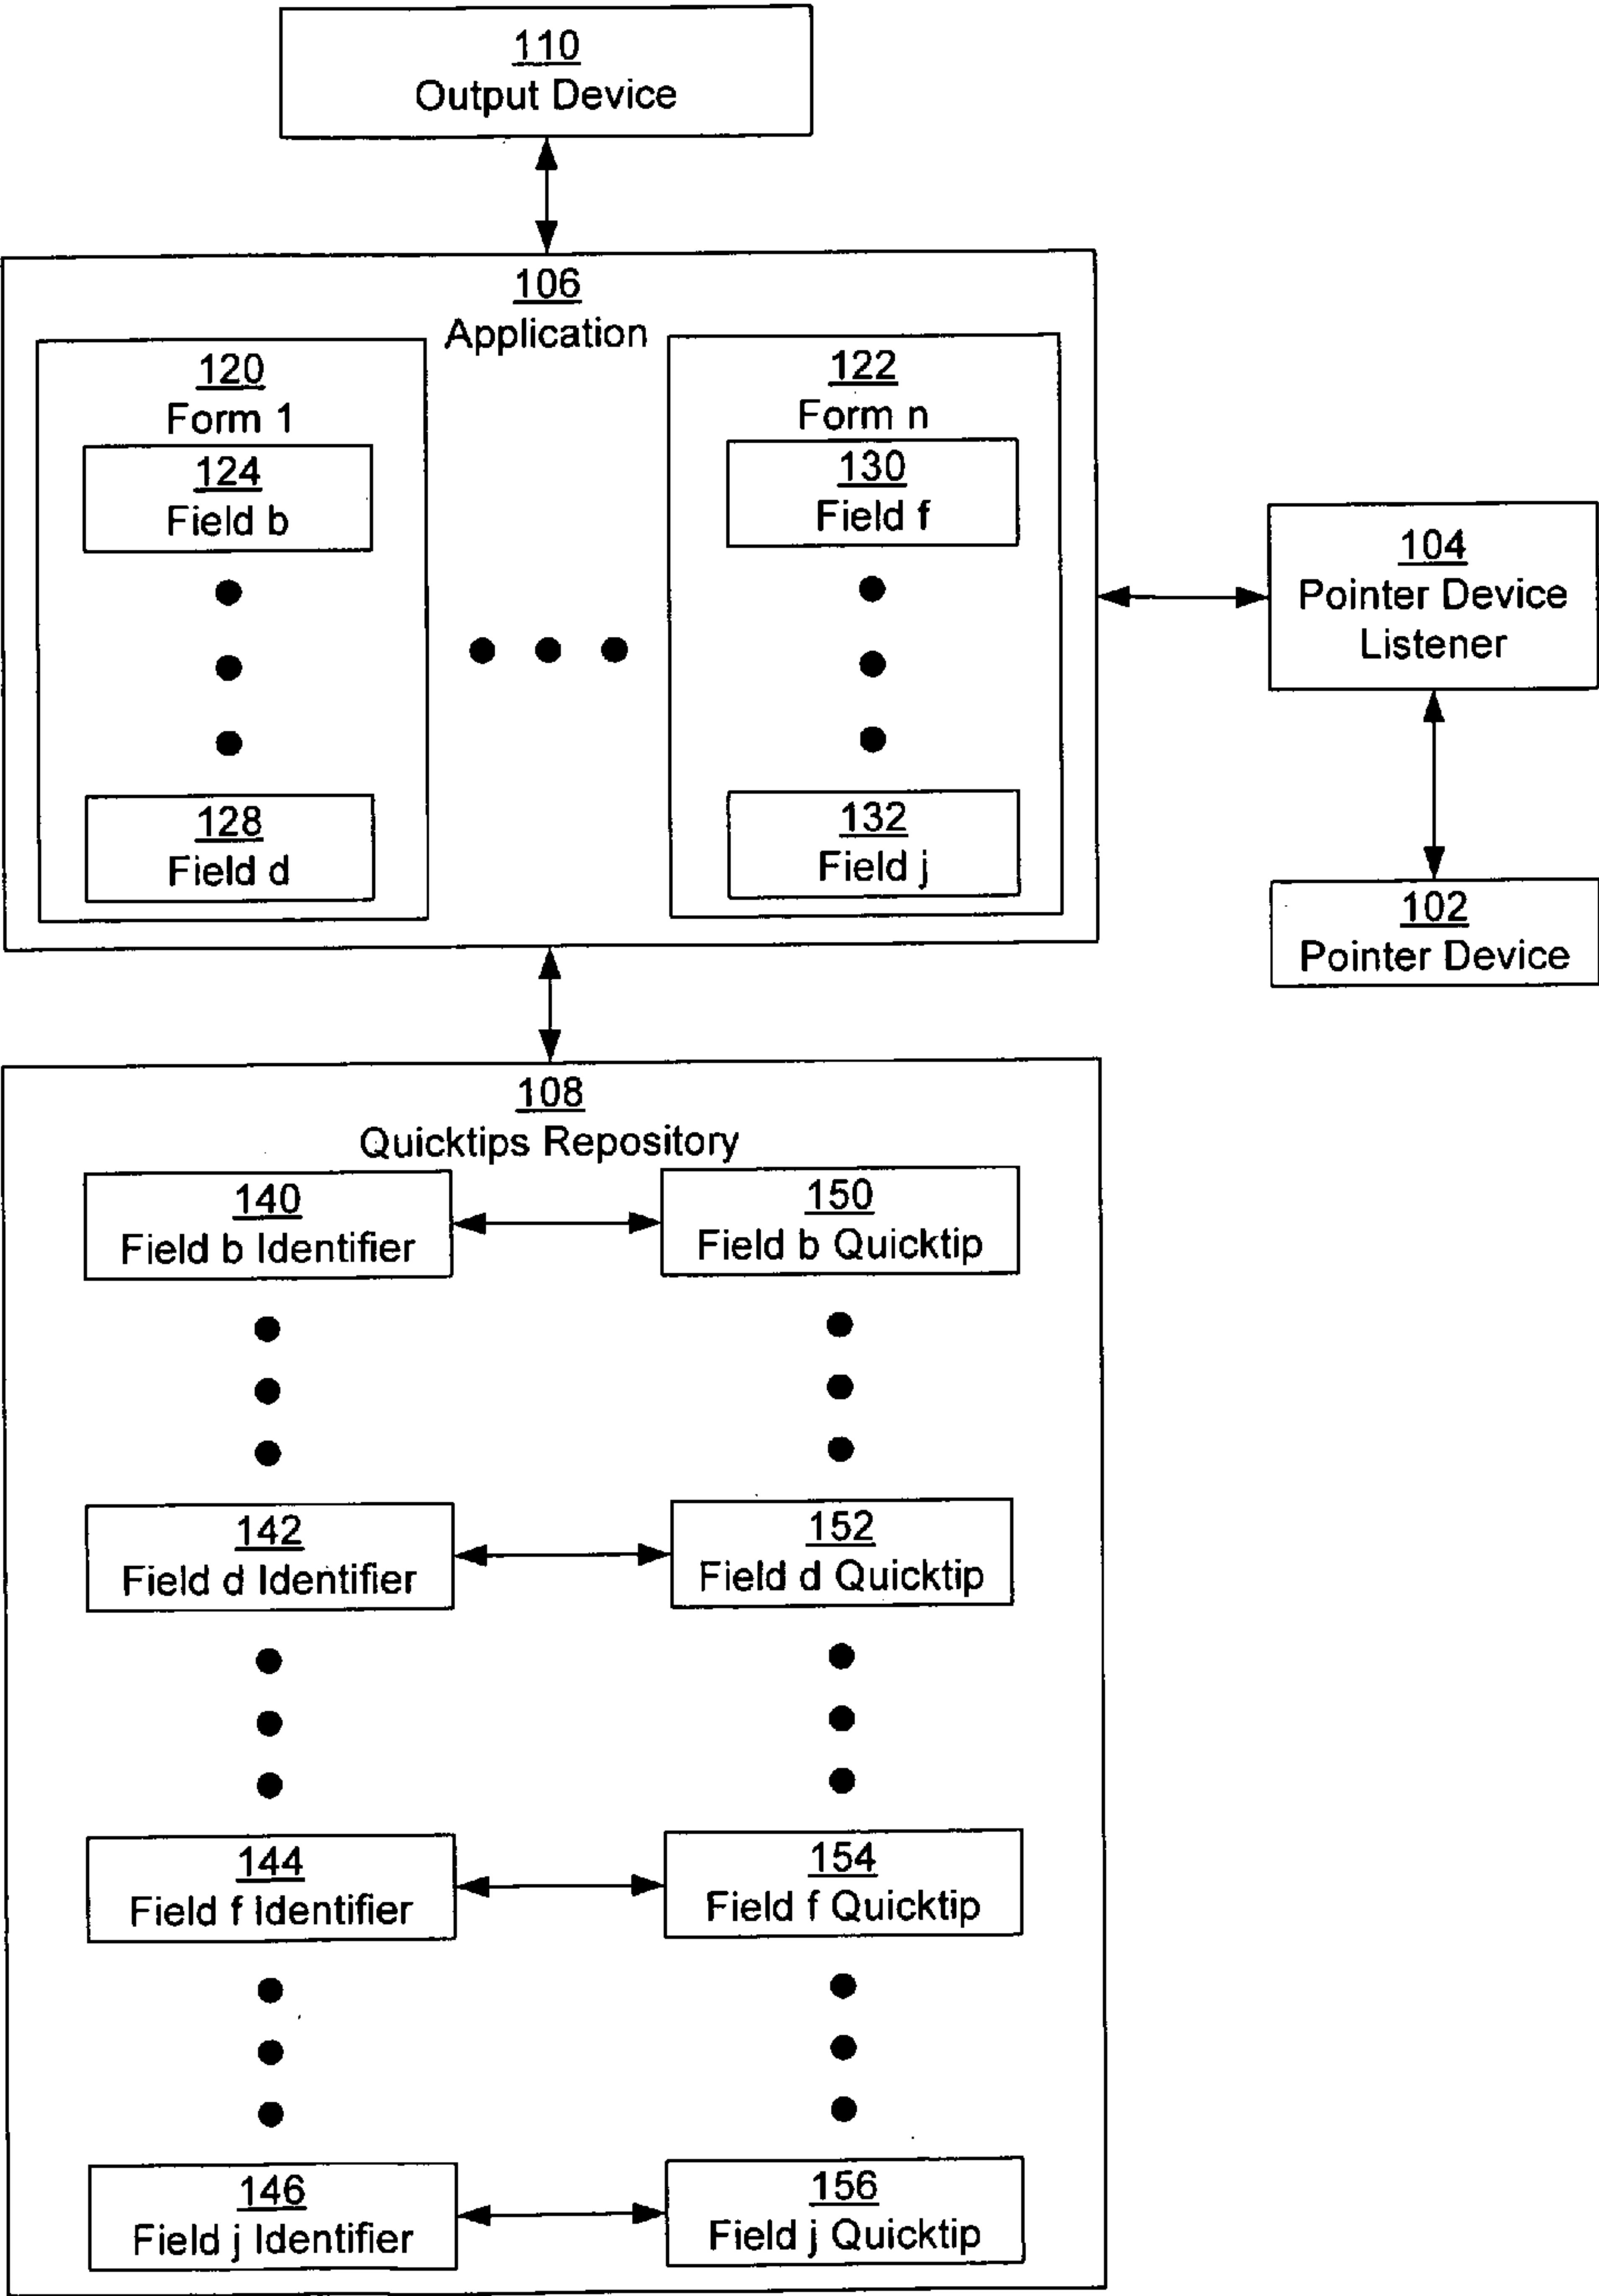 110
Output Device
106
Application
120
Form 1
124
Field b
128
Field d
122
Form n
130
Field f
132
Field j
104
Pointer Device
Listener
102
Pointer Device
108
Quicktips Repository
140
Field b Identifier
150
Field b Quicktip
142
Field d Identifier
152
Field d Quicktip
144
Field f Identifier
154
Field f Quicktip
146
Field j Identifier
156
Field j Quicktip